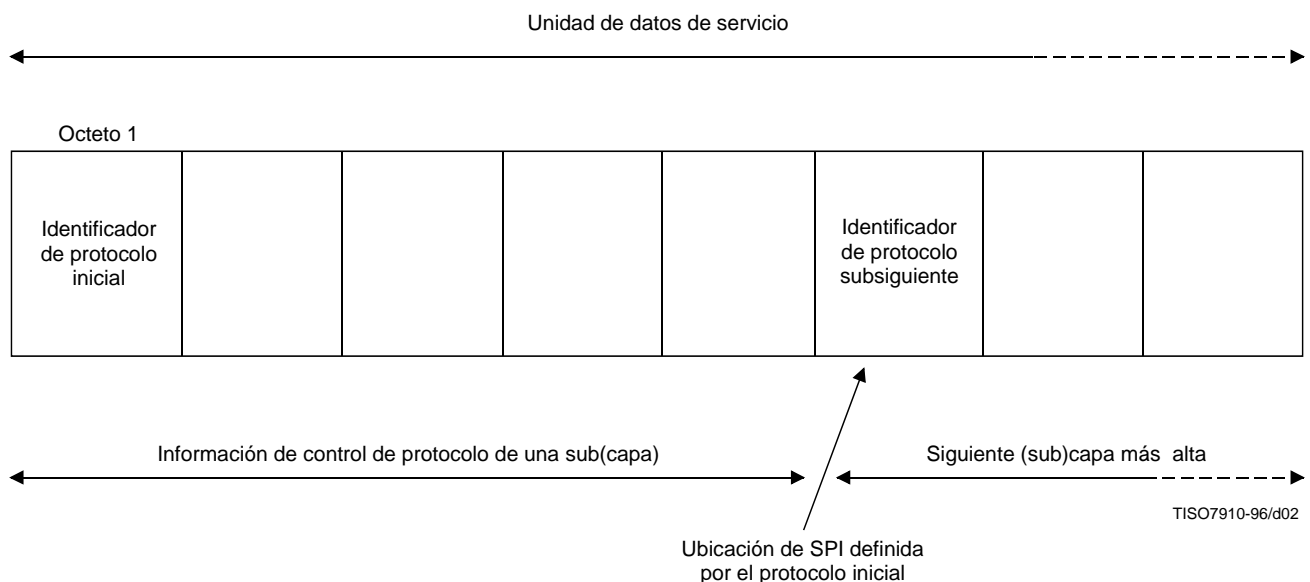 Unidad de datos de servicio
Octeto 1
Identificador
de protocolo
inicial
Identificador
de protocolo
subsiguiente
Información de control de protocolo de una sub(capa)
Siguiente (sub)capa más alta
TISO7910-96/d02
Ubicación de SPI definida
por el protocolo inicial